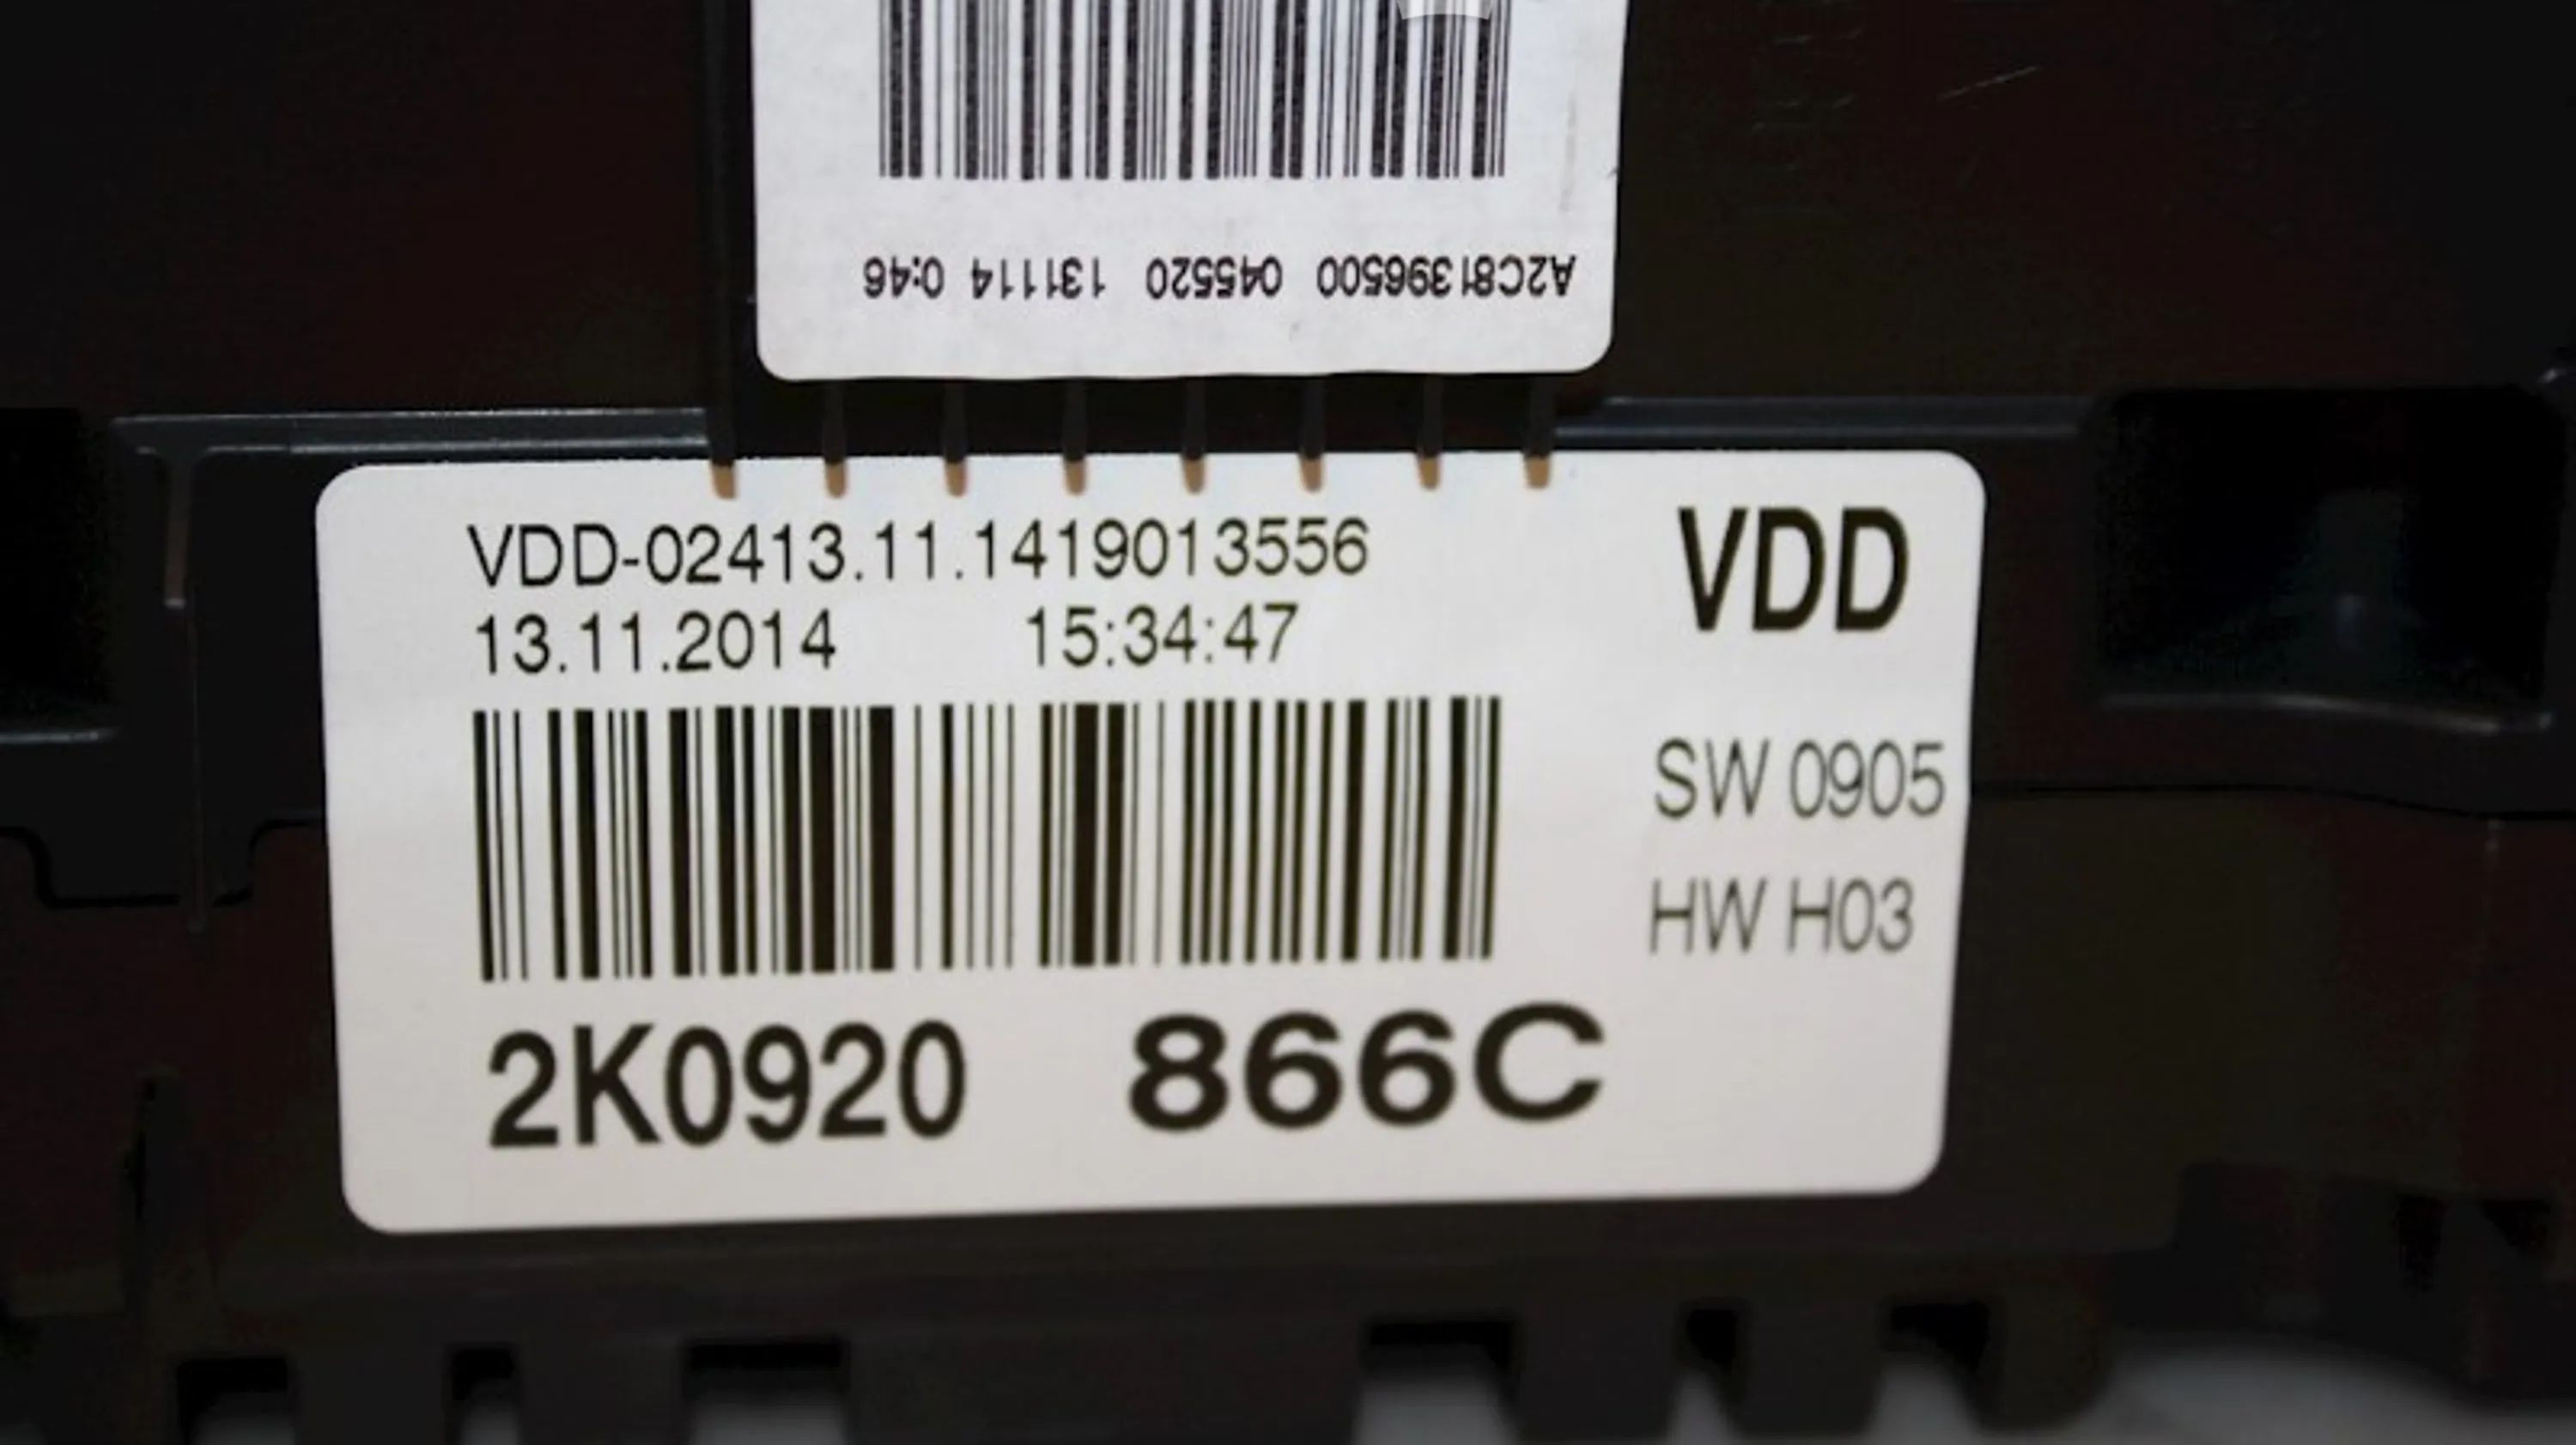 A2C81396500 045520 131114 0:46
VDD-02413.11.1419013556
13.11.2014 15:34:47
VDD
SW 0905
HW H03
2K0920 866C